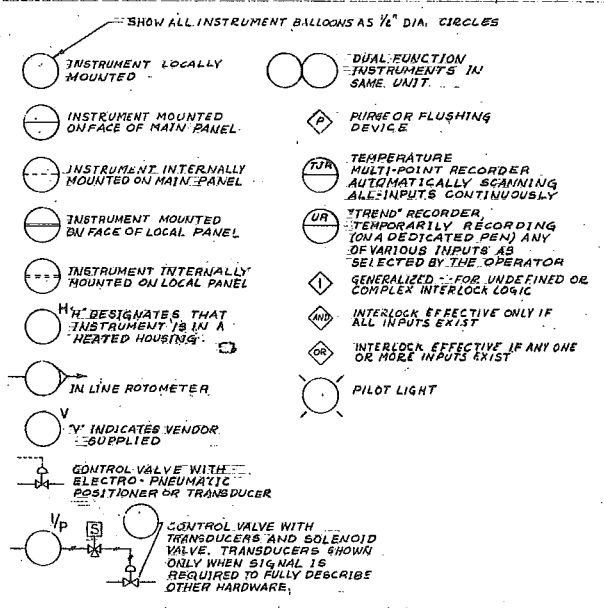 SHOW ALL INSTRUMENT BALLOONS AS 1/2" DIA. CIRCLES
INSTRUMENT LOCALLY
MOUNTED
INSTRUMENT MOUNTED
ON FACE OF MAIN PANEL
INSTRUMENT INTERNALLY
MOUNTED ON MAIN PANEL
INSTRUMENT MOUNTED
ON FACE OF LOCAL PANEL
INSTRUMENT INTERNALLY
MOUNTED ON LOCAL PANEL
H
"H" DESIGNATES THAT
INSTRUMENT IS IN A
HEATED HOUSING.
IN LINE ROTOMETER
V
"V" INDICATES VENDOR
SUPPLIED
CONTROL VALVE WITH
ELECTRO-PNEUMATIC
POSITIONER OR TRANSDUCER
I/P
S
CONTROL VALVE WITH
TRANSDUCERS AND SOLENOID
VALVE. TRANSDUCERS SHOWN
ONLY WHEN SIGNAL IS
REQUIRED TO FULLY DESCRIBE
OTHER HARDWARE.
DUAL FUNCTION
INSTRUMENTS IN
SAME UNIT.
P
PURGE OR FLUSHING
DEVICE
TJR
TEMPERATURE
MULTI-POINT RECORDER
AUTOMATICALLY SCANNING
ALL INPUTS CONTINUOUSLY
UR
"TREND" RECORDER,
TEMPORARILY RECORDING
(ON A DEDICATED PEN) ANY
OF VARIOUS INPUTS AS
SELECTED BY THE OPERATOR
I
GENERALIZED - FOR UNDEFINED OR
COMPLEX INTERLOCK LOGIC
AND
INTERLOCK EFFECTIVE ONLY IF
ALL INPUTS EXIST
OR
INTERLOCK EFFECTIVE IF ANY ONE
OR MORE INPUTS EXIST
PILOT LIGHT